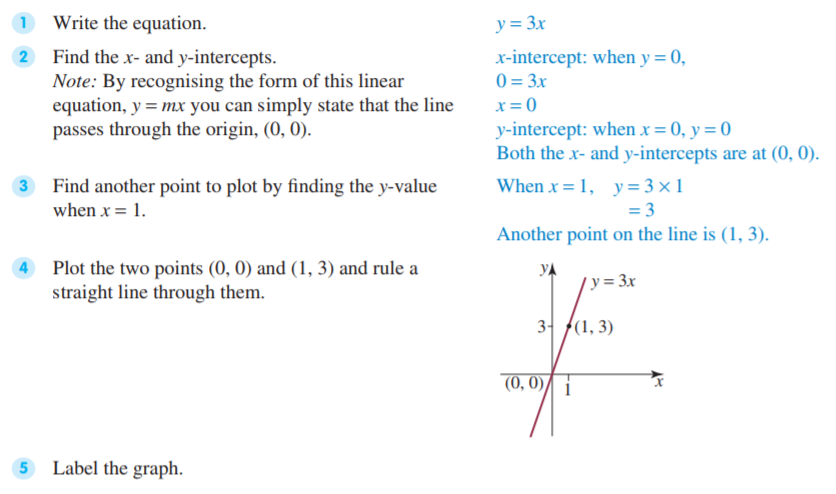 1 Write the equation.
y = 3x
2 Find the x- and y-intercepts.
Note: By recognising the form of this linear
equation, y = mx you can simply state that the line
passes through the origin, (0, 0).
x-intercept: when y = 0,
0 = 3x
x = 0
y-intercept: when x = 0, y = 0
Both the x- and y-intercepts are at (0, 0).
3 Find another point to plot by finding the y-value
when x = 1.
When x = 1, y = 3 × 1
= 3
Another point on the line is (1, 3).
4 Plot the two points (0, 0) and (1, 3) and rule a
straight line through them.
y
y = 3x
3
(1, 3)
(0, 0)
1
x
5 Label the graph.